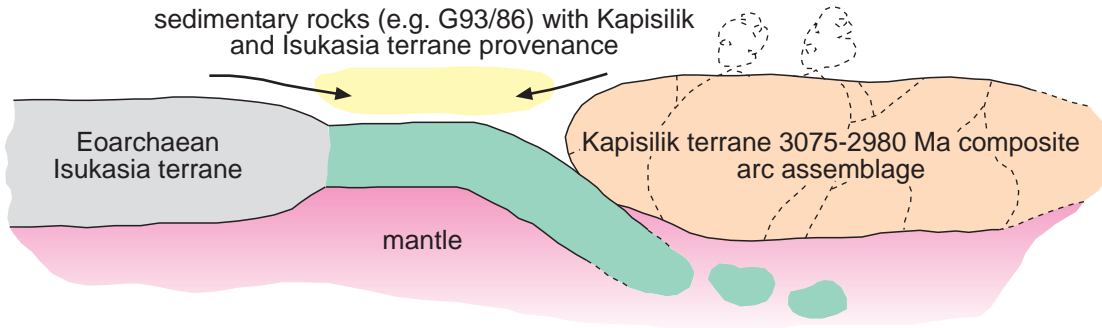 sedimentary rocks (e.g. G93/86) with Kapisilik
and Isukasia terrane provenance
Eoarchaean
Isukasia terrane
Kapisilik terrane 3075-2980 Ma composite
arc assemblage
mantle